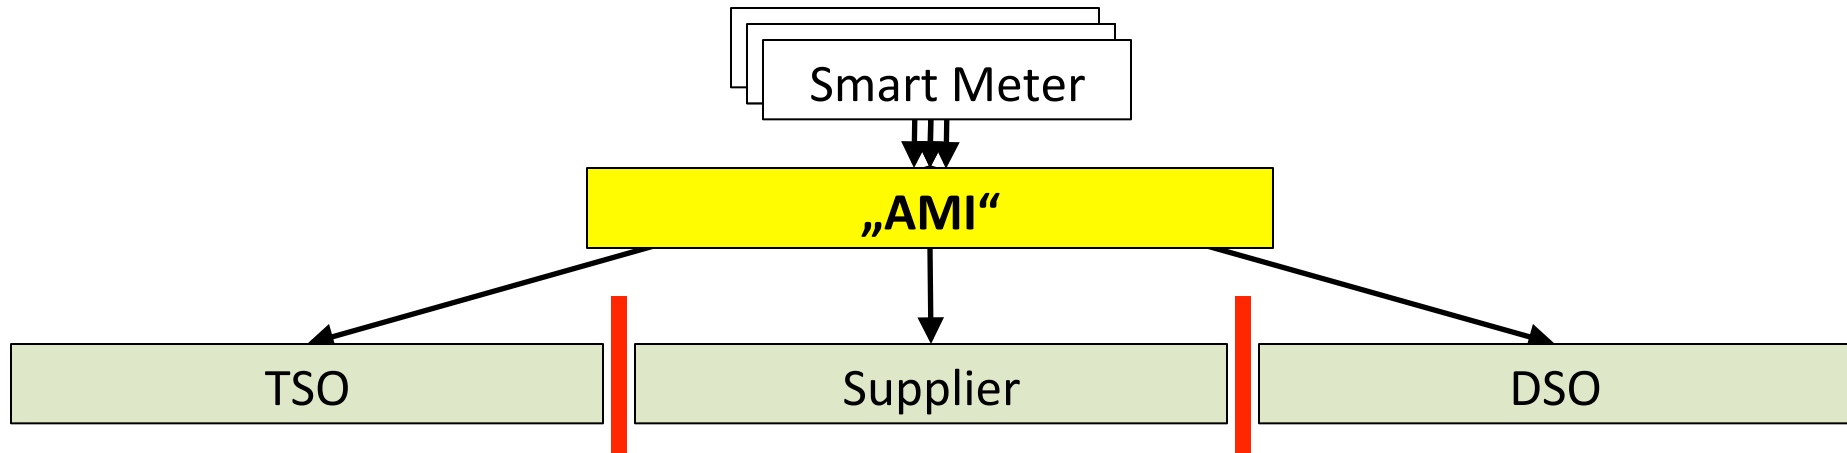 Smart Meter
„AMI“
TSO
Supplier
DSO